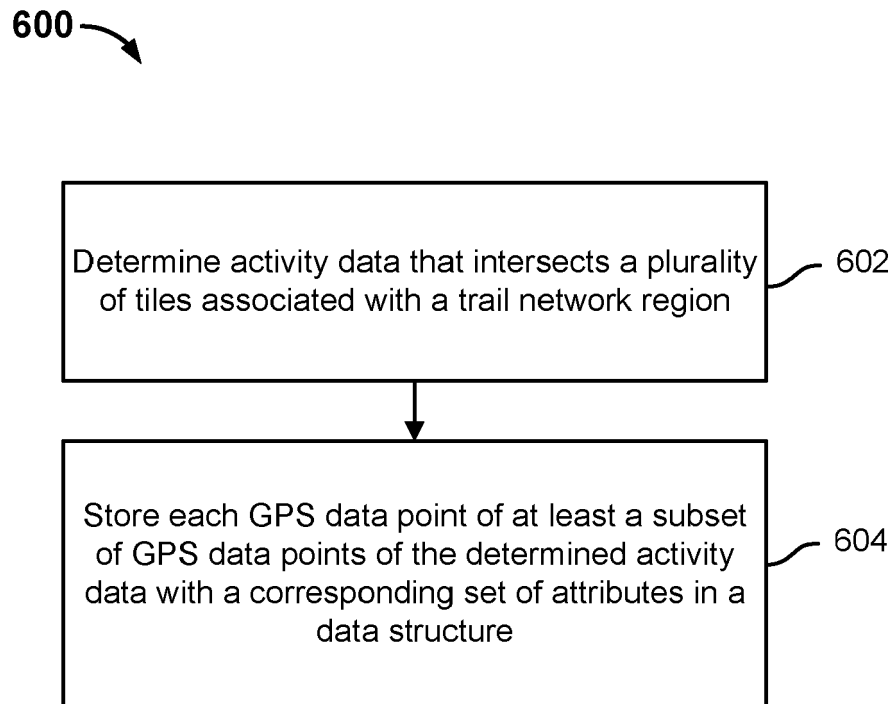 600
Determine activity data that intersects a plurality
of tiles associated with a trail network region
602
Store each GPS data point of at least a subset
of GPS data points of the determined activity
data with a corresponding set of attributes in a
data structure
604